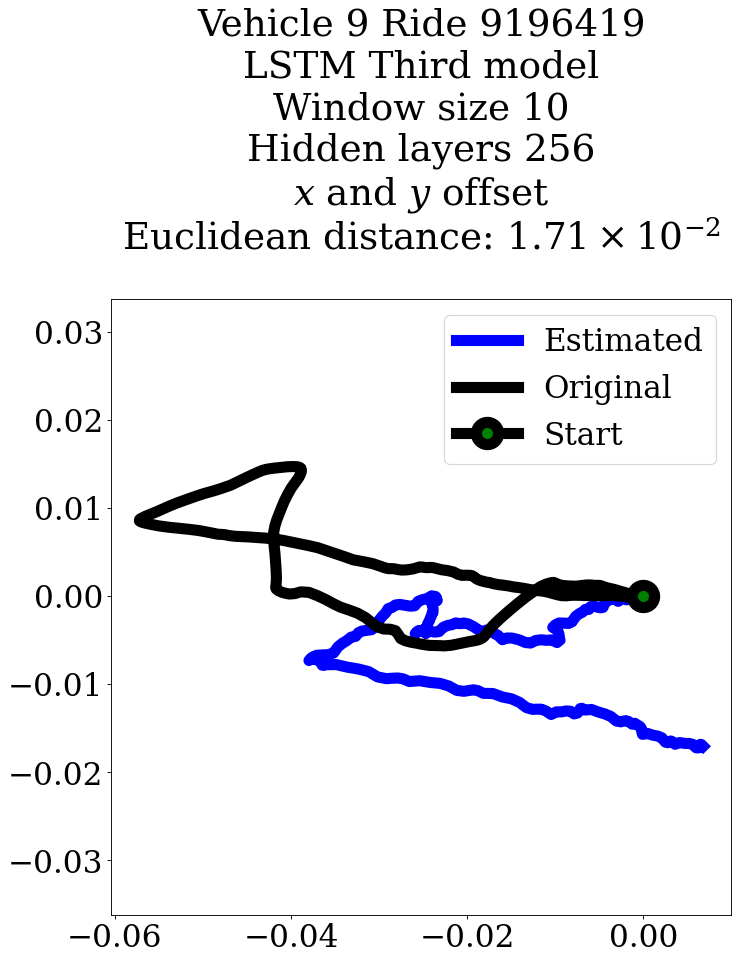 Vehicle 9 Ride 9196419
LSTM Third model
Window size 10
Hidden layers 256
x and y offset
Euclidean distance: 1.71 × 10⁻²
Estimated
Original
Start
0.03
0.02
0.01
0.00
−0.01
−0.02
−0.03
−0.06
−0.04
−0.02
0.00